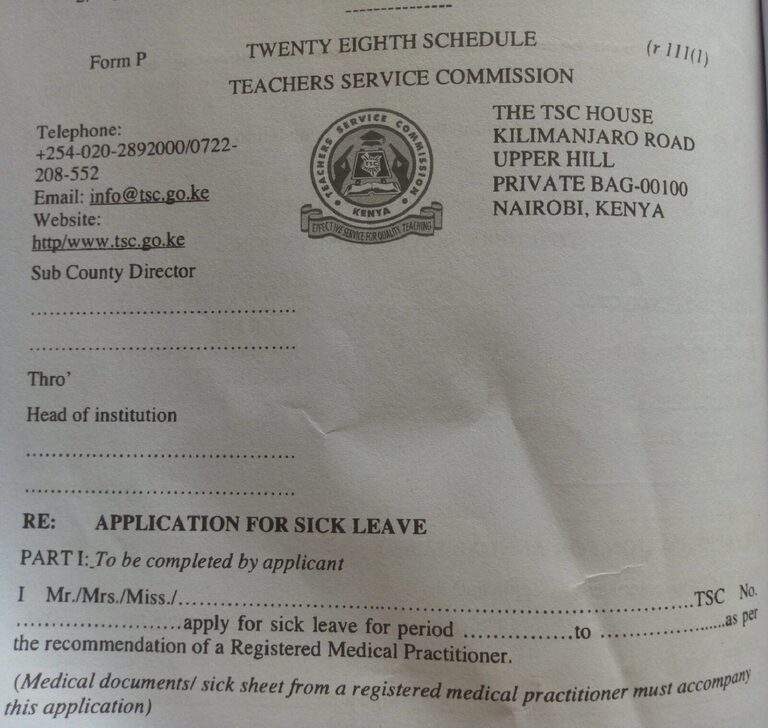 ---------------
Form P
TWENTY EIGHTH SCHEDULE
(r 111(1)
TEACHERS SERVICE COMMISSION
Telephone:
+254-020-2892000/0722-
208-552
Email: info@tsc.go.ke
Website:
http/www.tsc.go.ke
TEACHERS SERVICE COMMISSION
TSC
KENYA
EFFECTIVE SERVICE FOR QUALITY TEACHING
THE TSC HOUSE
KILIMANJARO ROAD
UPPER HILL
PRIVATE BAG-00100
NAIROBI, KENYA
Sub County Director
..........................................
..........................................
Thro’
Head of institution
..........................................
..........................................
RE: APPLICATION FOR SICK LEAVE
PART I: To be completed by applicant
I Mr./Mrs./Miss./................................................................................TSC No.
.........................apply for sick leave for period ................to ....................as per
the recommendation of a Registered Medical Practitioner.
(Medical documents/ sick sheet from a registered medical practitioner must accompany
this application)